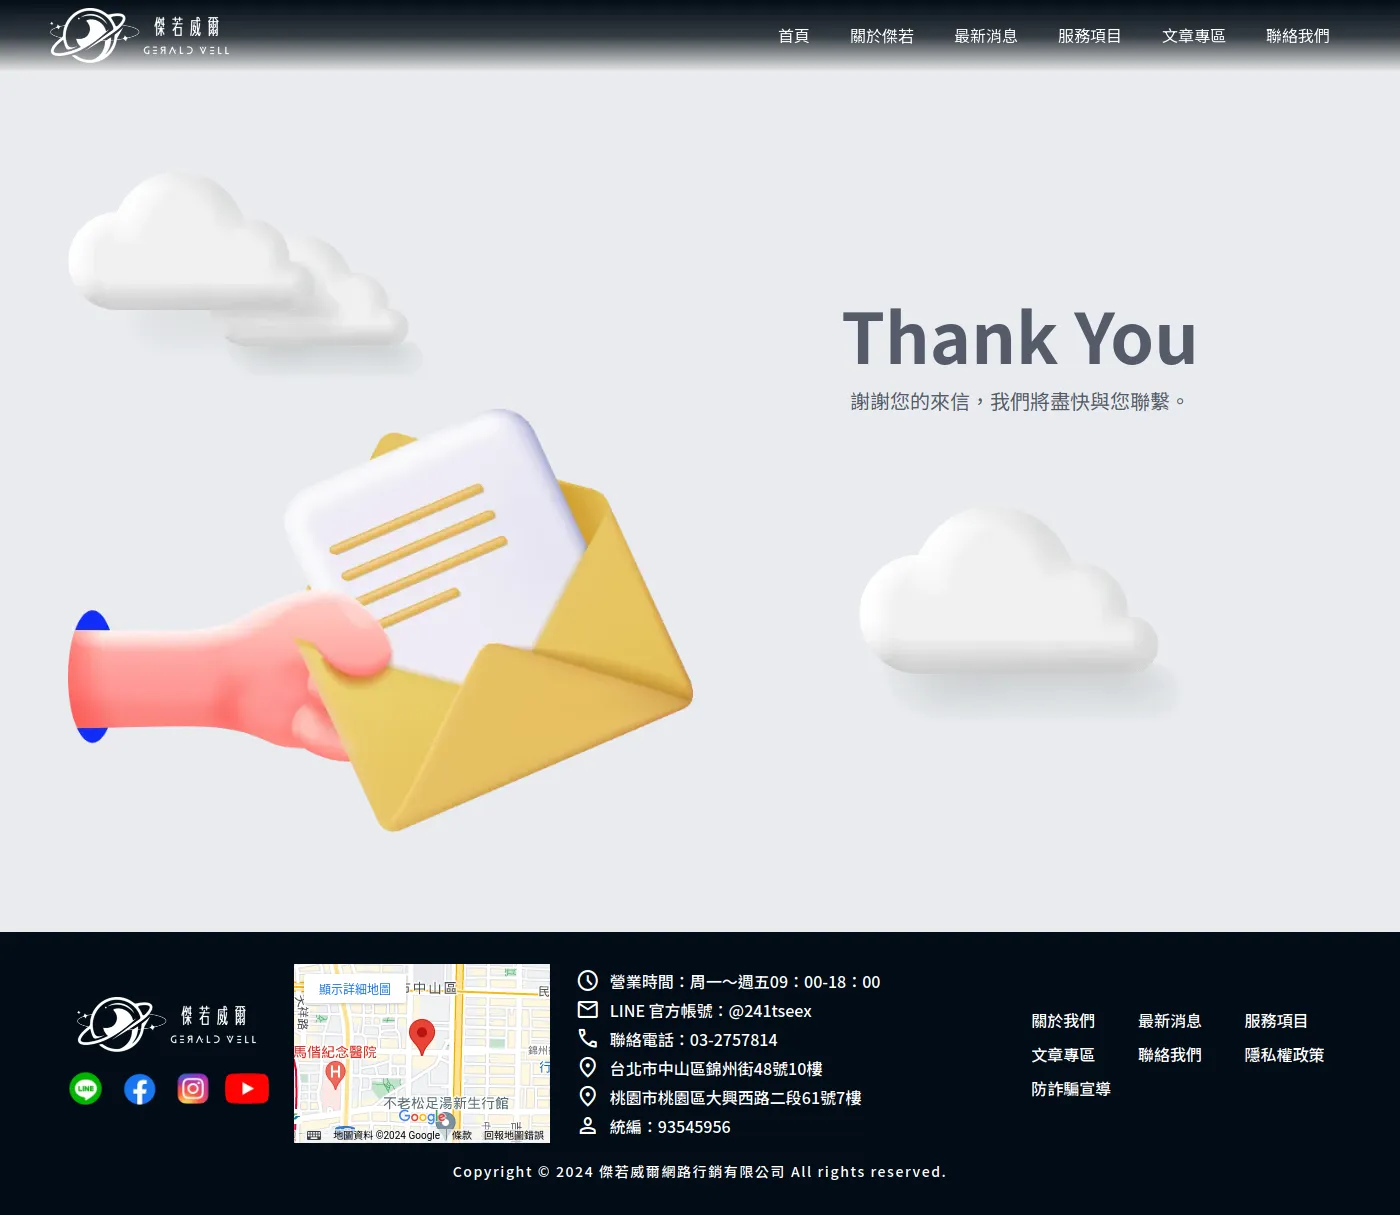 傑若威爾
GERALD WELL
首頁
關於傑若
最新消息
服務項目
文章專區
聯絡我們
Thank You
謝謝您的來信，我們將盡快與您聯繫。
傑若威爾
GERALD WELL
LINE
顯示詳細地圖
中山區
民
馬偕紀念醫院
錦州
行
不老松足湯新生行館
Google
地圖資料 ©2024 Google
條款
回報地圖錯誤
營業時間：周一～週五09：00-18：00
LINE 官方帳號：@241tseex
聯絡電話：03-2757814
台北市中山區錦州街48號10樓
桃園市桃園區大興西路二段61號7樓
統編：93545956
關於我們
最新消息
服務項目
文章專區
聯絡我們
隱私權政策
防詐騙宣導
Copyright © 2024 傑若威爾網路行銷有限公司 All rights reserved.